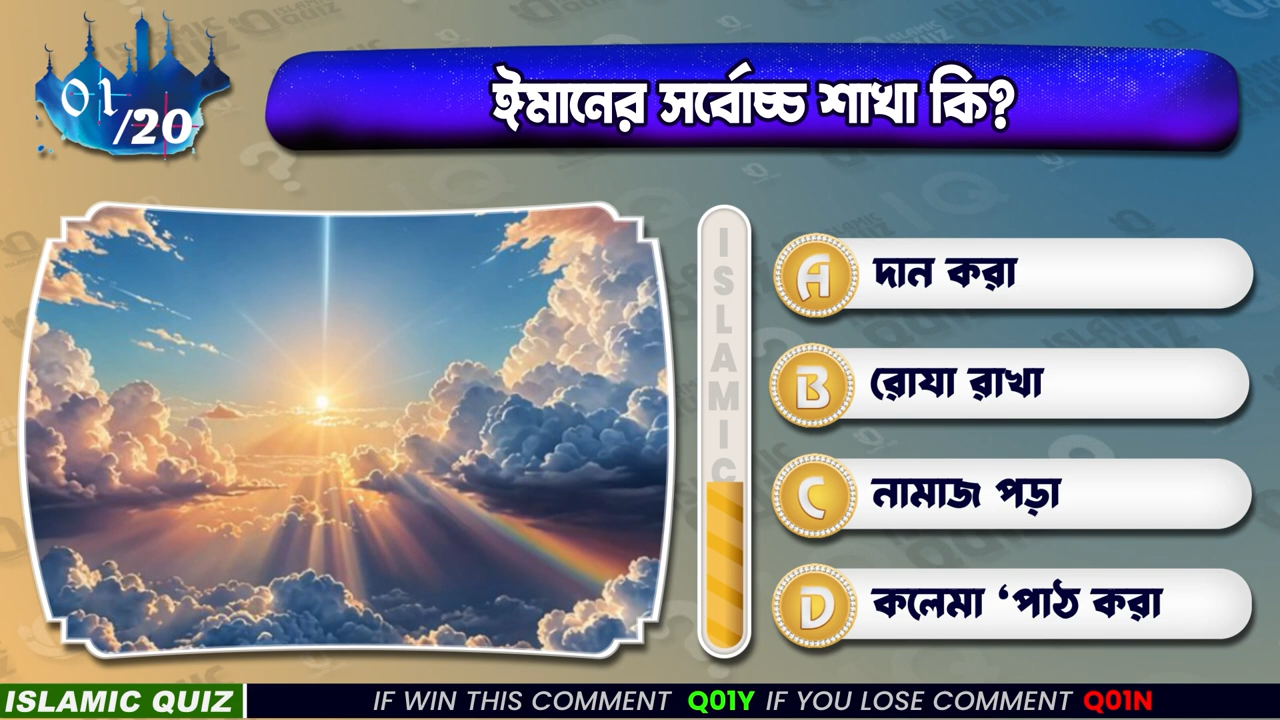 01
/20
ঈমানের সর্বোচ্চ শাখা কি?
ISLAMIC
A
দান করা
B
রোযা রাখা
C
নামাজ পড়া
D
কলেমা ‘পাঠ করা
ISLAMIC QUIZ
IF WIN THIS COMMENT Q01Y IF YOU LOSE COMMENT Q01N